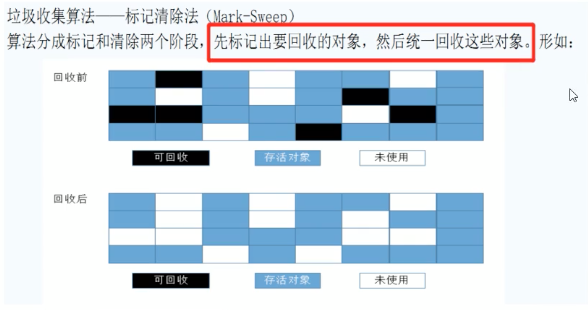 垃圾收集算法——标记清除法（Mark-Sweep）
算法分成标记和清除两个阶段，先标记出要回收的对象，然后统一回收这些对象。形如：
回收前
可回收 存活对象 未使用
回收后
可回收 存活对象 未使用